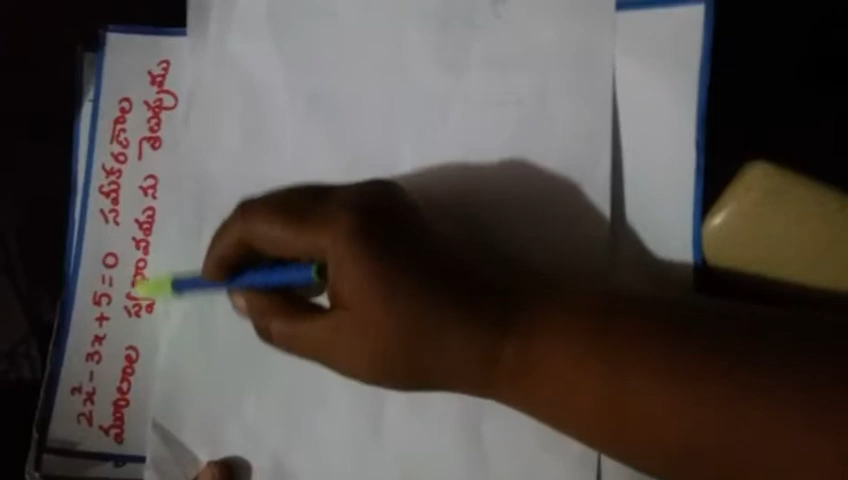 2x² - 3x + 5 = 0 సమీకరణాల
మూలాల స్వభావమును తెలుపుము